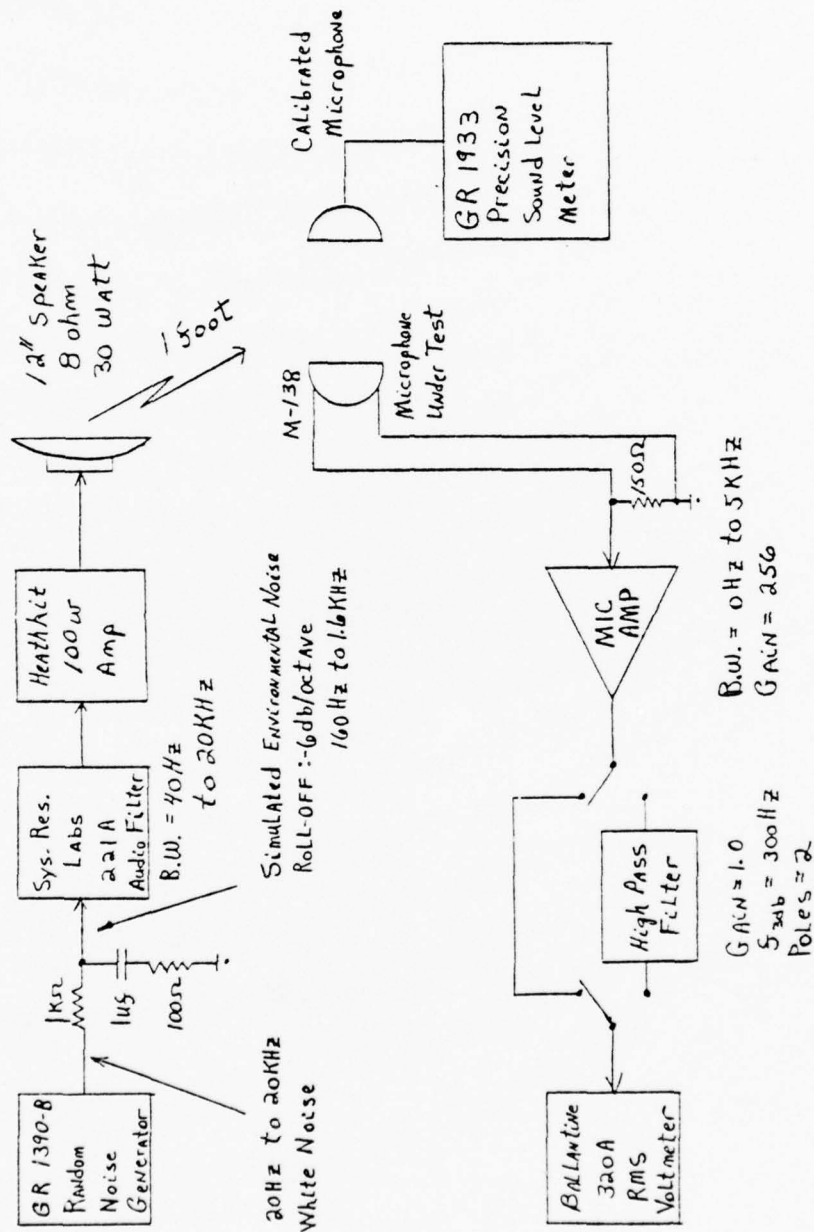 GR 1390-B
Random
Noise
Generator
20Hz to 20KHz
White Noise
1KΩ
1uf
100Ω
Sys. Res.
Labs
221A
Audio Filter
B.W. = 40Hz
to 20KHz
Simulated Environmental Noise
Roll-OFF :-6db/octave
160Hz to 1.6KHz
Heathkit
100w
Amp
12" Speaker
8 ohm
30 Watt
1 foot
Calibrated
Microphone
GR 1933
Precision
Sound Level
Meter
M-138
Microphone
Under Test
150Ω
MIC
AMP
B.W. = 0Hz to 5KHz
Gain = 256
High Pass
Filter
Gain = 1.0
f3db = 300Hz
Poles = 2
Ballantine
320A
RMS
Voltmeter